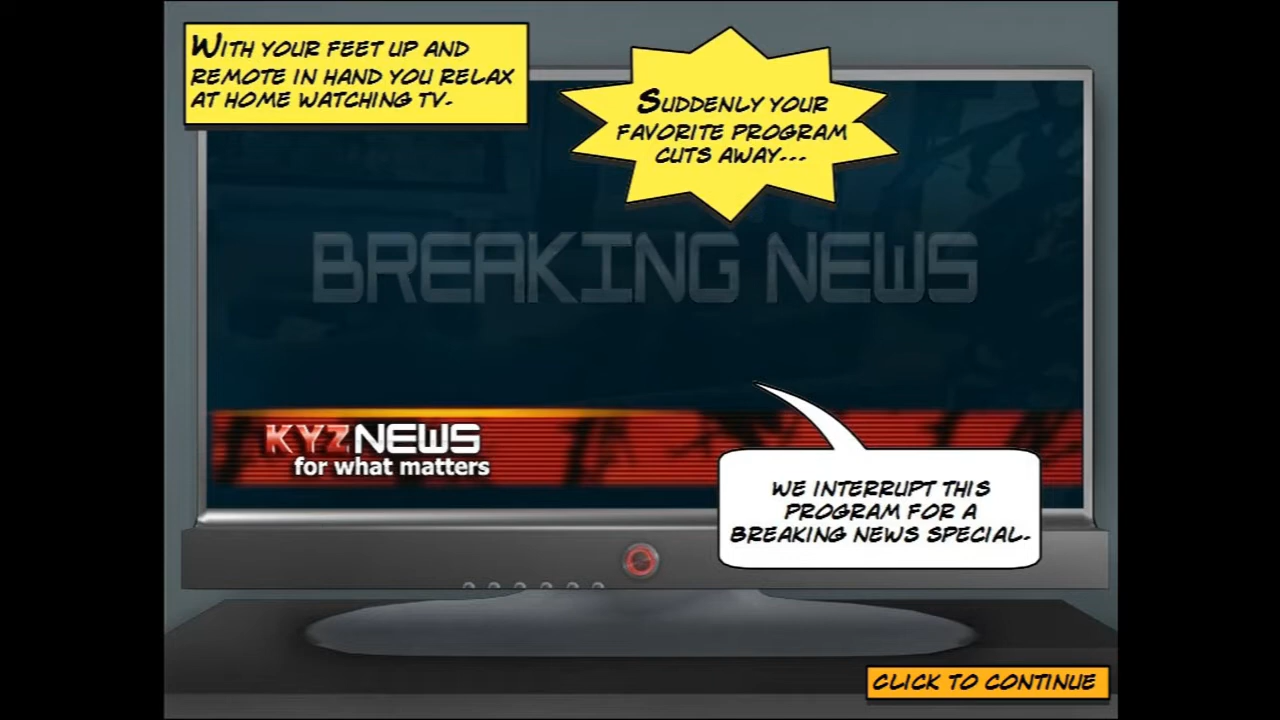 WITH YOUR FEET UP AND
REMOTE IN HAND YOU RELAX
AT HOME WATCHING TV.
SUDDENLY YOUR
FAVORITE PROGRAM
CUTS AWAY...
BREAKING NEWS
KYZNEWS
for what matters
WE INTERRUPT THIS
PROGRAM FOR A
BREAKING NEWS SPECIAL.
CLICK TO CONTINUE